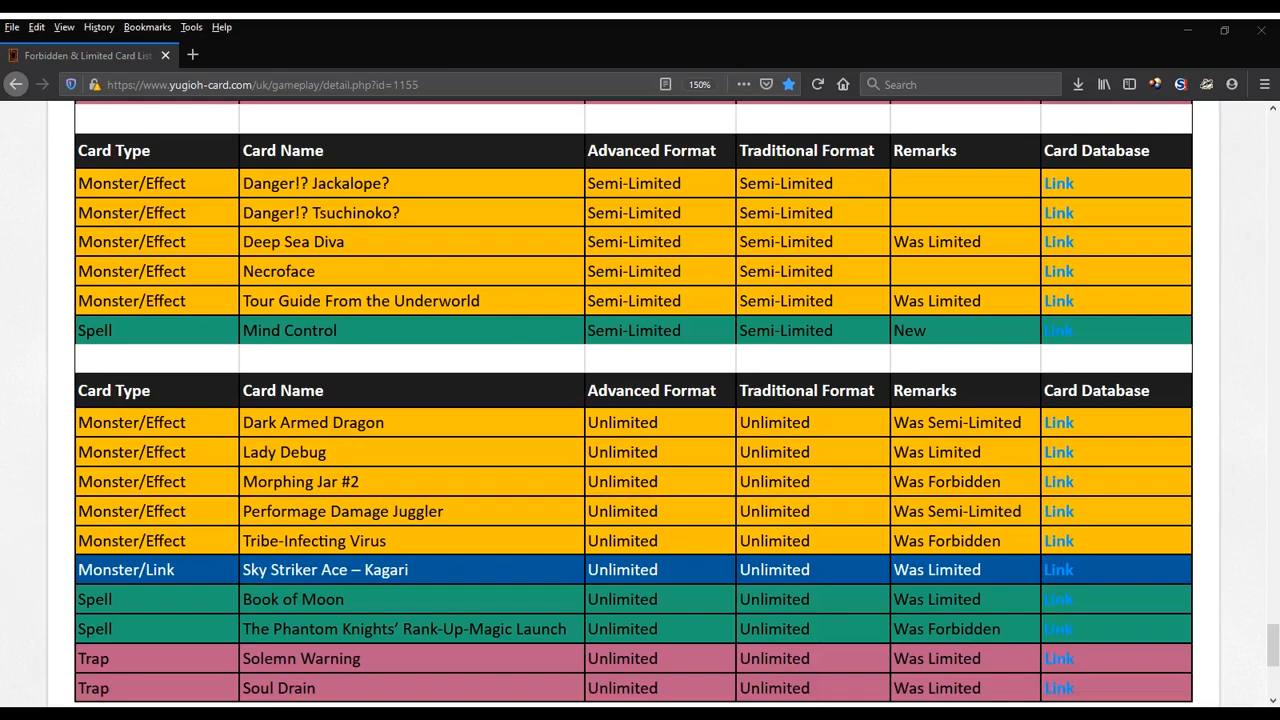 File Edit View History Bookmarks Tools Help
Forbidden & Limited Card List
https://www.yugioh-card.com/uk/gameplay/detail.php?id=1155 150% Search
Card Type Card Name Advanced Format Traditional Format Remarks Card Database
Monster/Effect Danger!? Jackalope? Semi-Limited Semi-Limited Link
Monster/Effect Danger!? Tsuchinoko? Semi-Limited Semi-Limited Link
Monster/Effect Deep Sea Diva Semi-Limited Semi-Limited Was Limited Link
Monster/Effect Necroface Semi-Limited Semi-Limited Link
Monster/Effect Tour Guide From the Underworld Semi-Limited Semi-Limited Was Limited Link
Spell Mind Control Semi-Limited Semi-Limited New Link
Card Type Card Name Advanced Format Traditional Format Remarks Card Database
Monster/Effect Dark Armed Dragon Unlimited Unlimited Was Semi-Limited Link
Monster/Effect Lady Debug Unlimited Unlimited Was Limited Link
Monster/Effect Morphing Jar #2 Unlimited Unlimited Was Forbidden Link
Monster/Effect Performage Damage Juggler Unlimited Unlimited Was Semi-Limited Link
Monster/Effect Tribe-Infecting Virus Unlimited Unlimited Was Forbidden Link
Monster/Link Sky Striker Ace – Kagari Unlimited Unlimited Was Limited Link
Spell Book of Moon Unlimited Unlimited Was Limited Link
Spell The Phantom Knights’ Rank-Up-Magic Launch Unlimited Unlimited Was Forbidden Link
Trap Solemn Warning Unlimited Unlimited Was Limited Link
Trap Soul Drain Unlimited Unlimited Was Limited Link